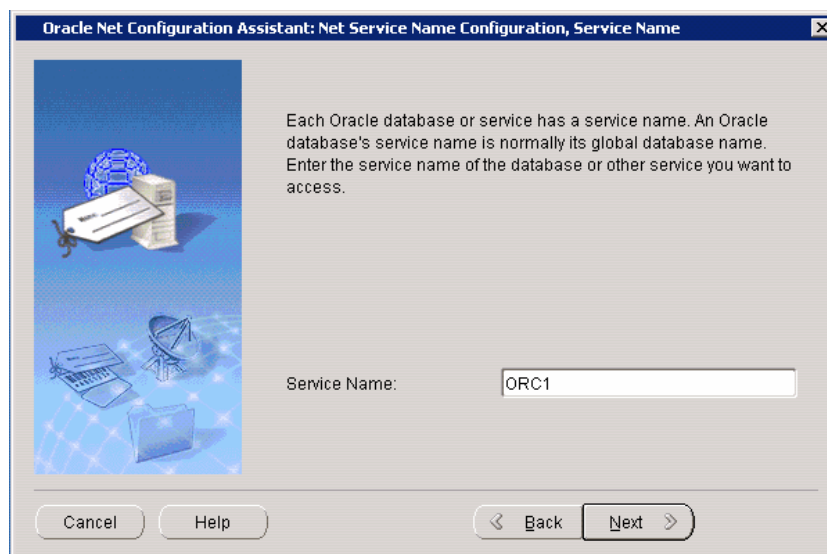 Oracle Net Configuration Assistant: Net Service Name Configuration, Service Name
Each Oracle database or service has a service name. An Oracle
database's service name is normally its global database name.
Enter the service name of the database or other service you want to
access.
Service Name:
ORC1
Cancel
Help
Back
Next